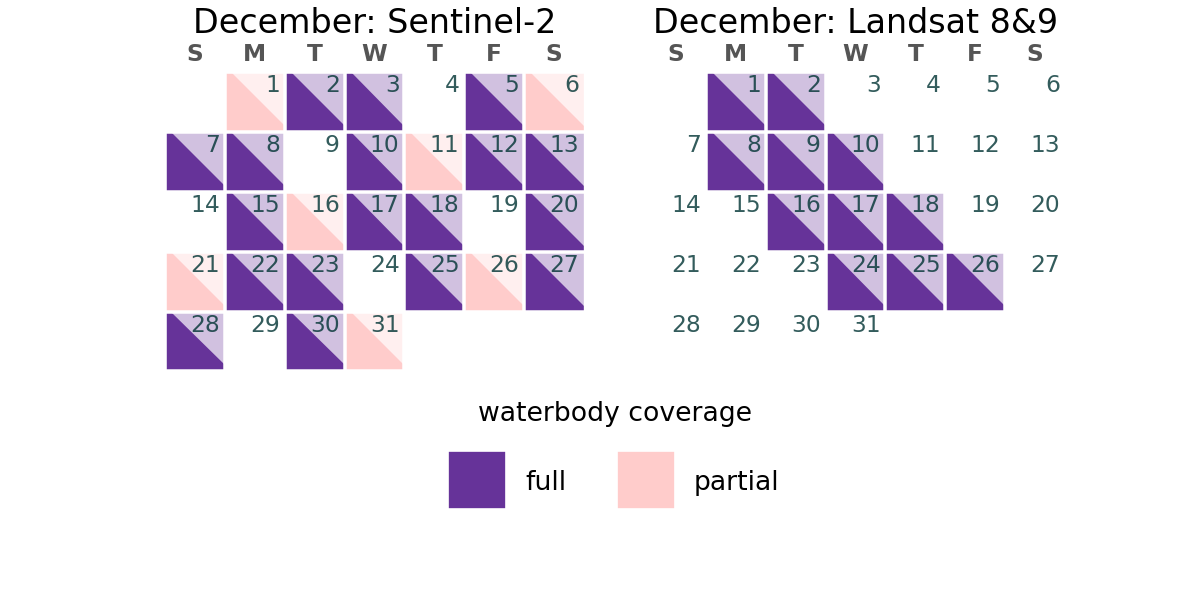 December: Sentinel-2
S M T W T F S
1 2 3 4 5 6
7 8 9 10 11 12 13
14 15 16 17 18 19 20
21 22 23 24 25 26 27
28 29 30 31
December: Landsat 8&9
S M T W T F S
1 2 3 4 5 6
7 8 9 10 11 12 13
14 15 16 17 18 19 20
21 22 23 24 25 26 27
28 29 30 31
waterbody coverage
full
partial